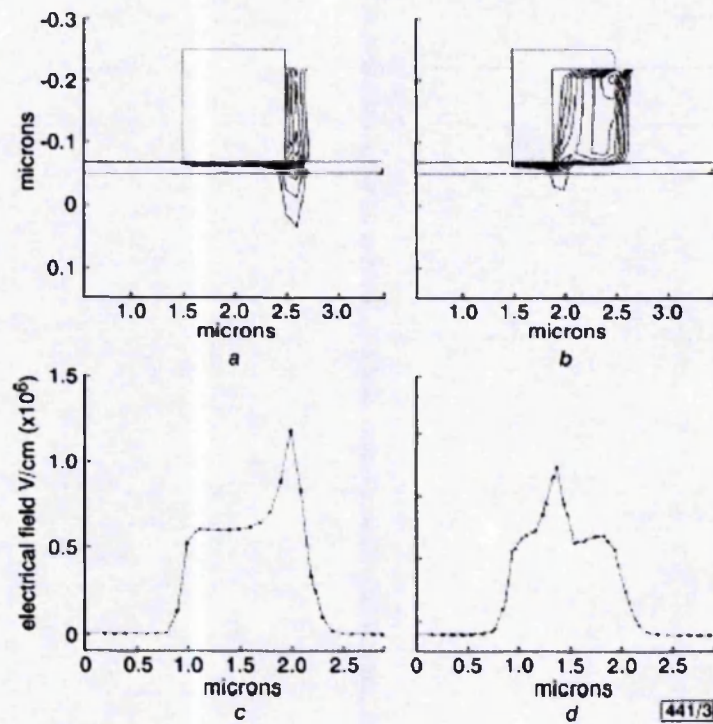 -0.3
-0.2
-0.1
0
0.1
microns
1.0 1.5 2.0 2.5 3.0
microns
a
1.0 1.5 2.0 2.5 3.0
microns
b
1.5
1.0
0.5
0
electrical field V/cm (x10⁶)
0 0.5 1.0 1.5 2.0 2.5
microns
c
0 0.5 1.0 1.5 2.0 2.5
microns
d
441/3